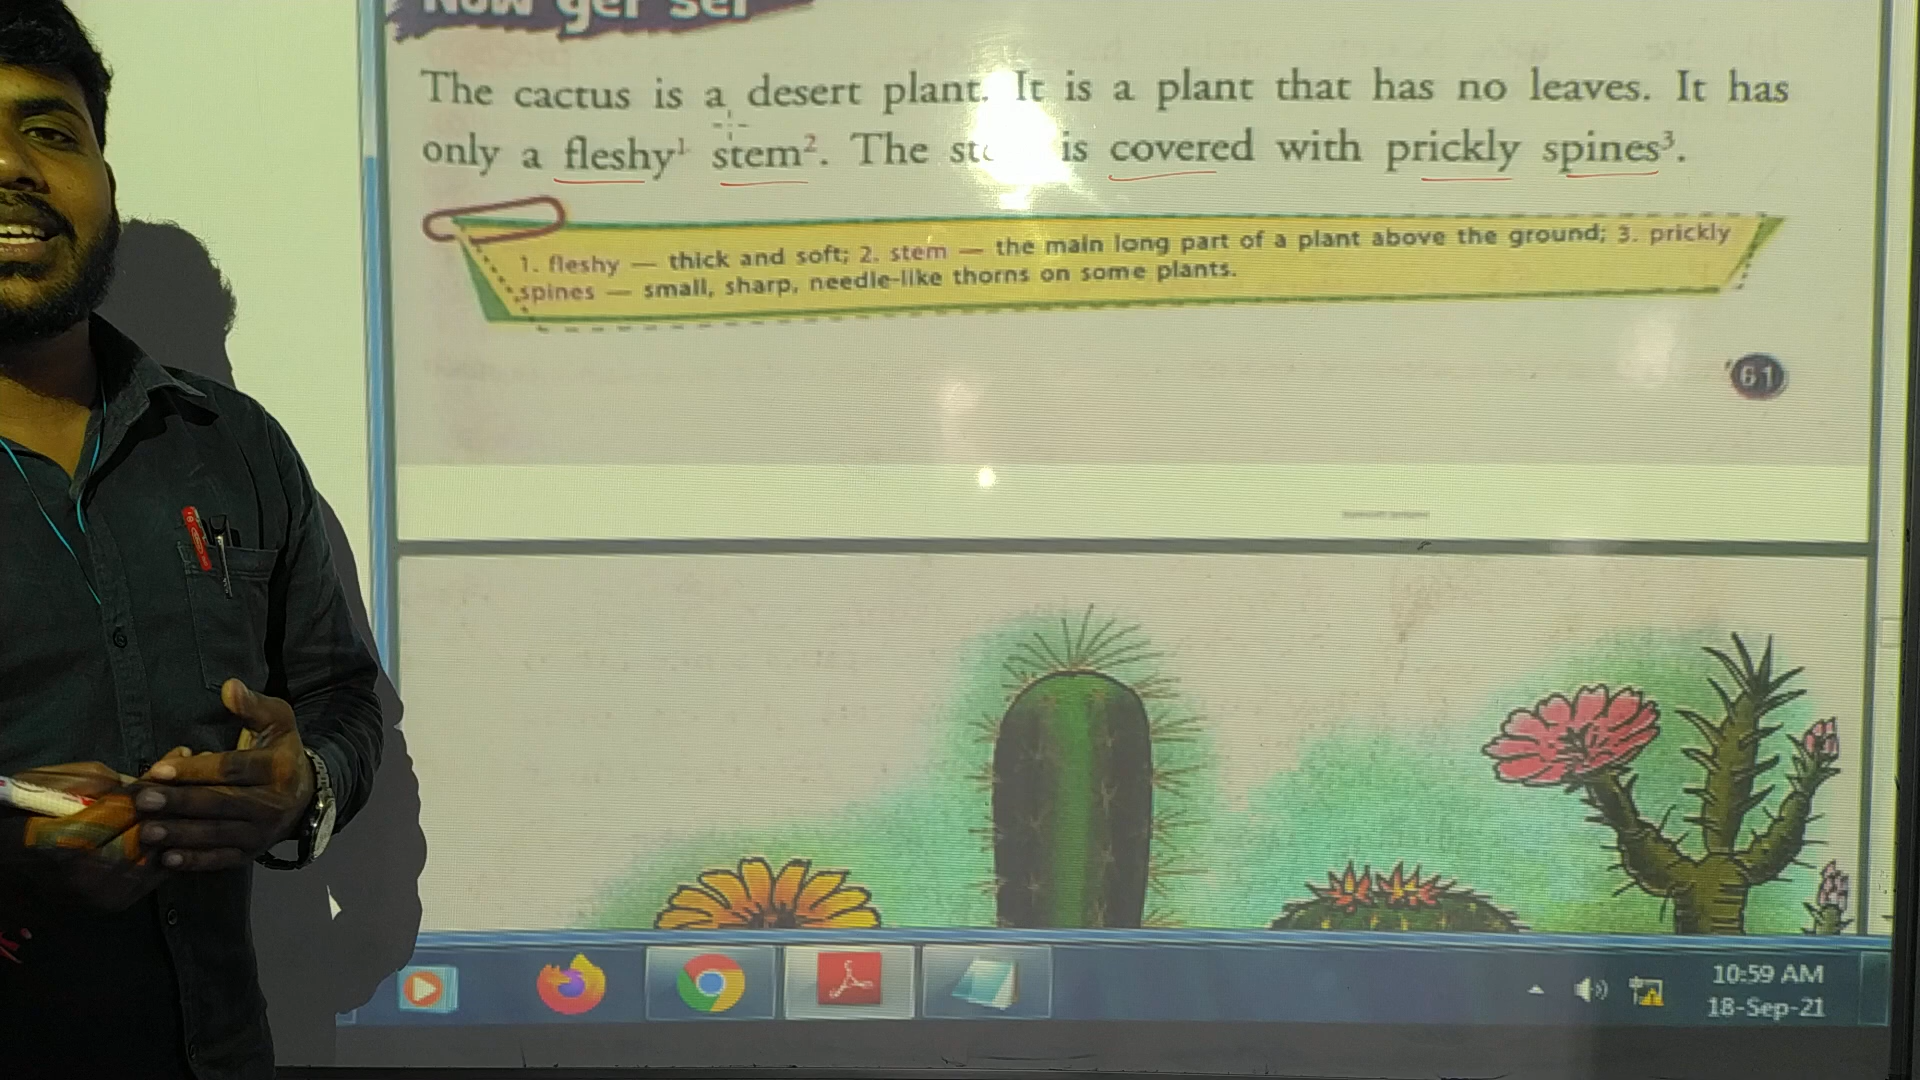 Now get set
The cactus is a desert plant. It is a plant that has no leaves. It has
only a fleshy¹ stem². The is covered with prickly spines³.
1. fleshy — thick and soft; 2. stem — the main long part of a plant above the ground; 3. prickly
spines — small, sharp, needle-like thorns on some plants.
61
10:59 AM
18-Sep-21